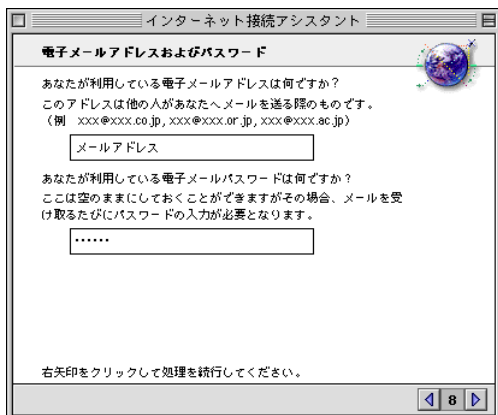 インターネット接続アシスタント
電子メールアドレスおよびパスワード
あなたが利用している電子メールアドレスは何ですか？
このアドレスは他の人があなたへメールを送る際のものです。
（例　xxx@xxx.co.jp, xxx@xxx.or.jp, xxx@xxx.ac.jp）
メールアドレス
あなたが利用している電子メールパスワードは何ですか？
ここは空のままにしておくことができますがその場合、メールを受
け取るたびにパスワードの入力が必要となります。
••••••
右矢印をクリックして処理を続行してください。
8